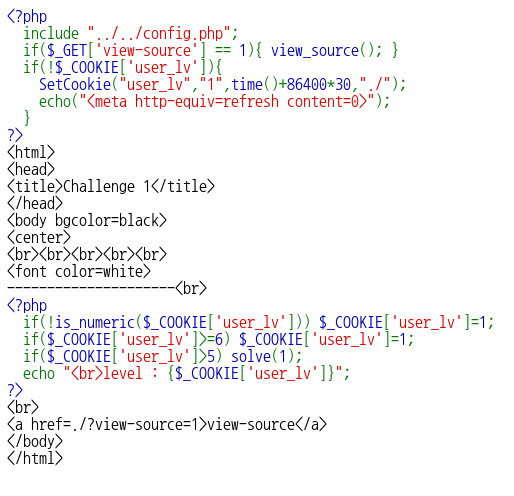 <?php
  include "../../config.php";
  if($_GET['view-source'] == 1){ view_source(); }
  if(!$_COOKIE['user_lv']){
    SetCookie("user_lv","1",time()+86400*30,"./");
    echo("<meta http-equiv=refresh content=0>");
  }
?>
<html>
<head>
<title>Challenge 1</title>
</head>
<body bgcolor=black>
<center>
<br><br><br><br><br>
<font color=white>
---------------------<br>
<?php
  if(!is_numeric($_COOKIE['user_lv'])) $_COOKIE['user_lv']=1;
  if($_COOKIE['user_lv']>=6) $_COOKIE['user_lv']=1;
  if($_COOKIE['user_lv']>5) solve(1);
  echo "<br>level : {$_COOKIE['user_lv']}";
?>
<br>
<a href=./?view-source=1>view-source</a>
</body>
</html>